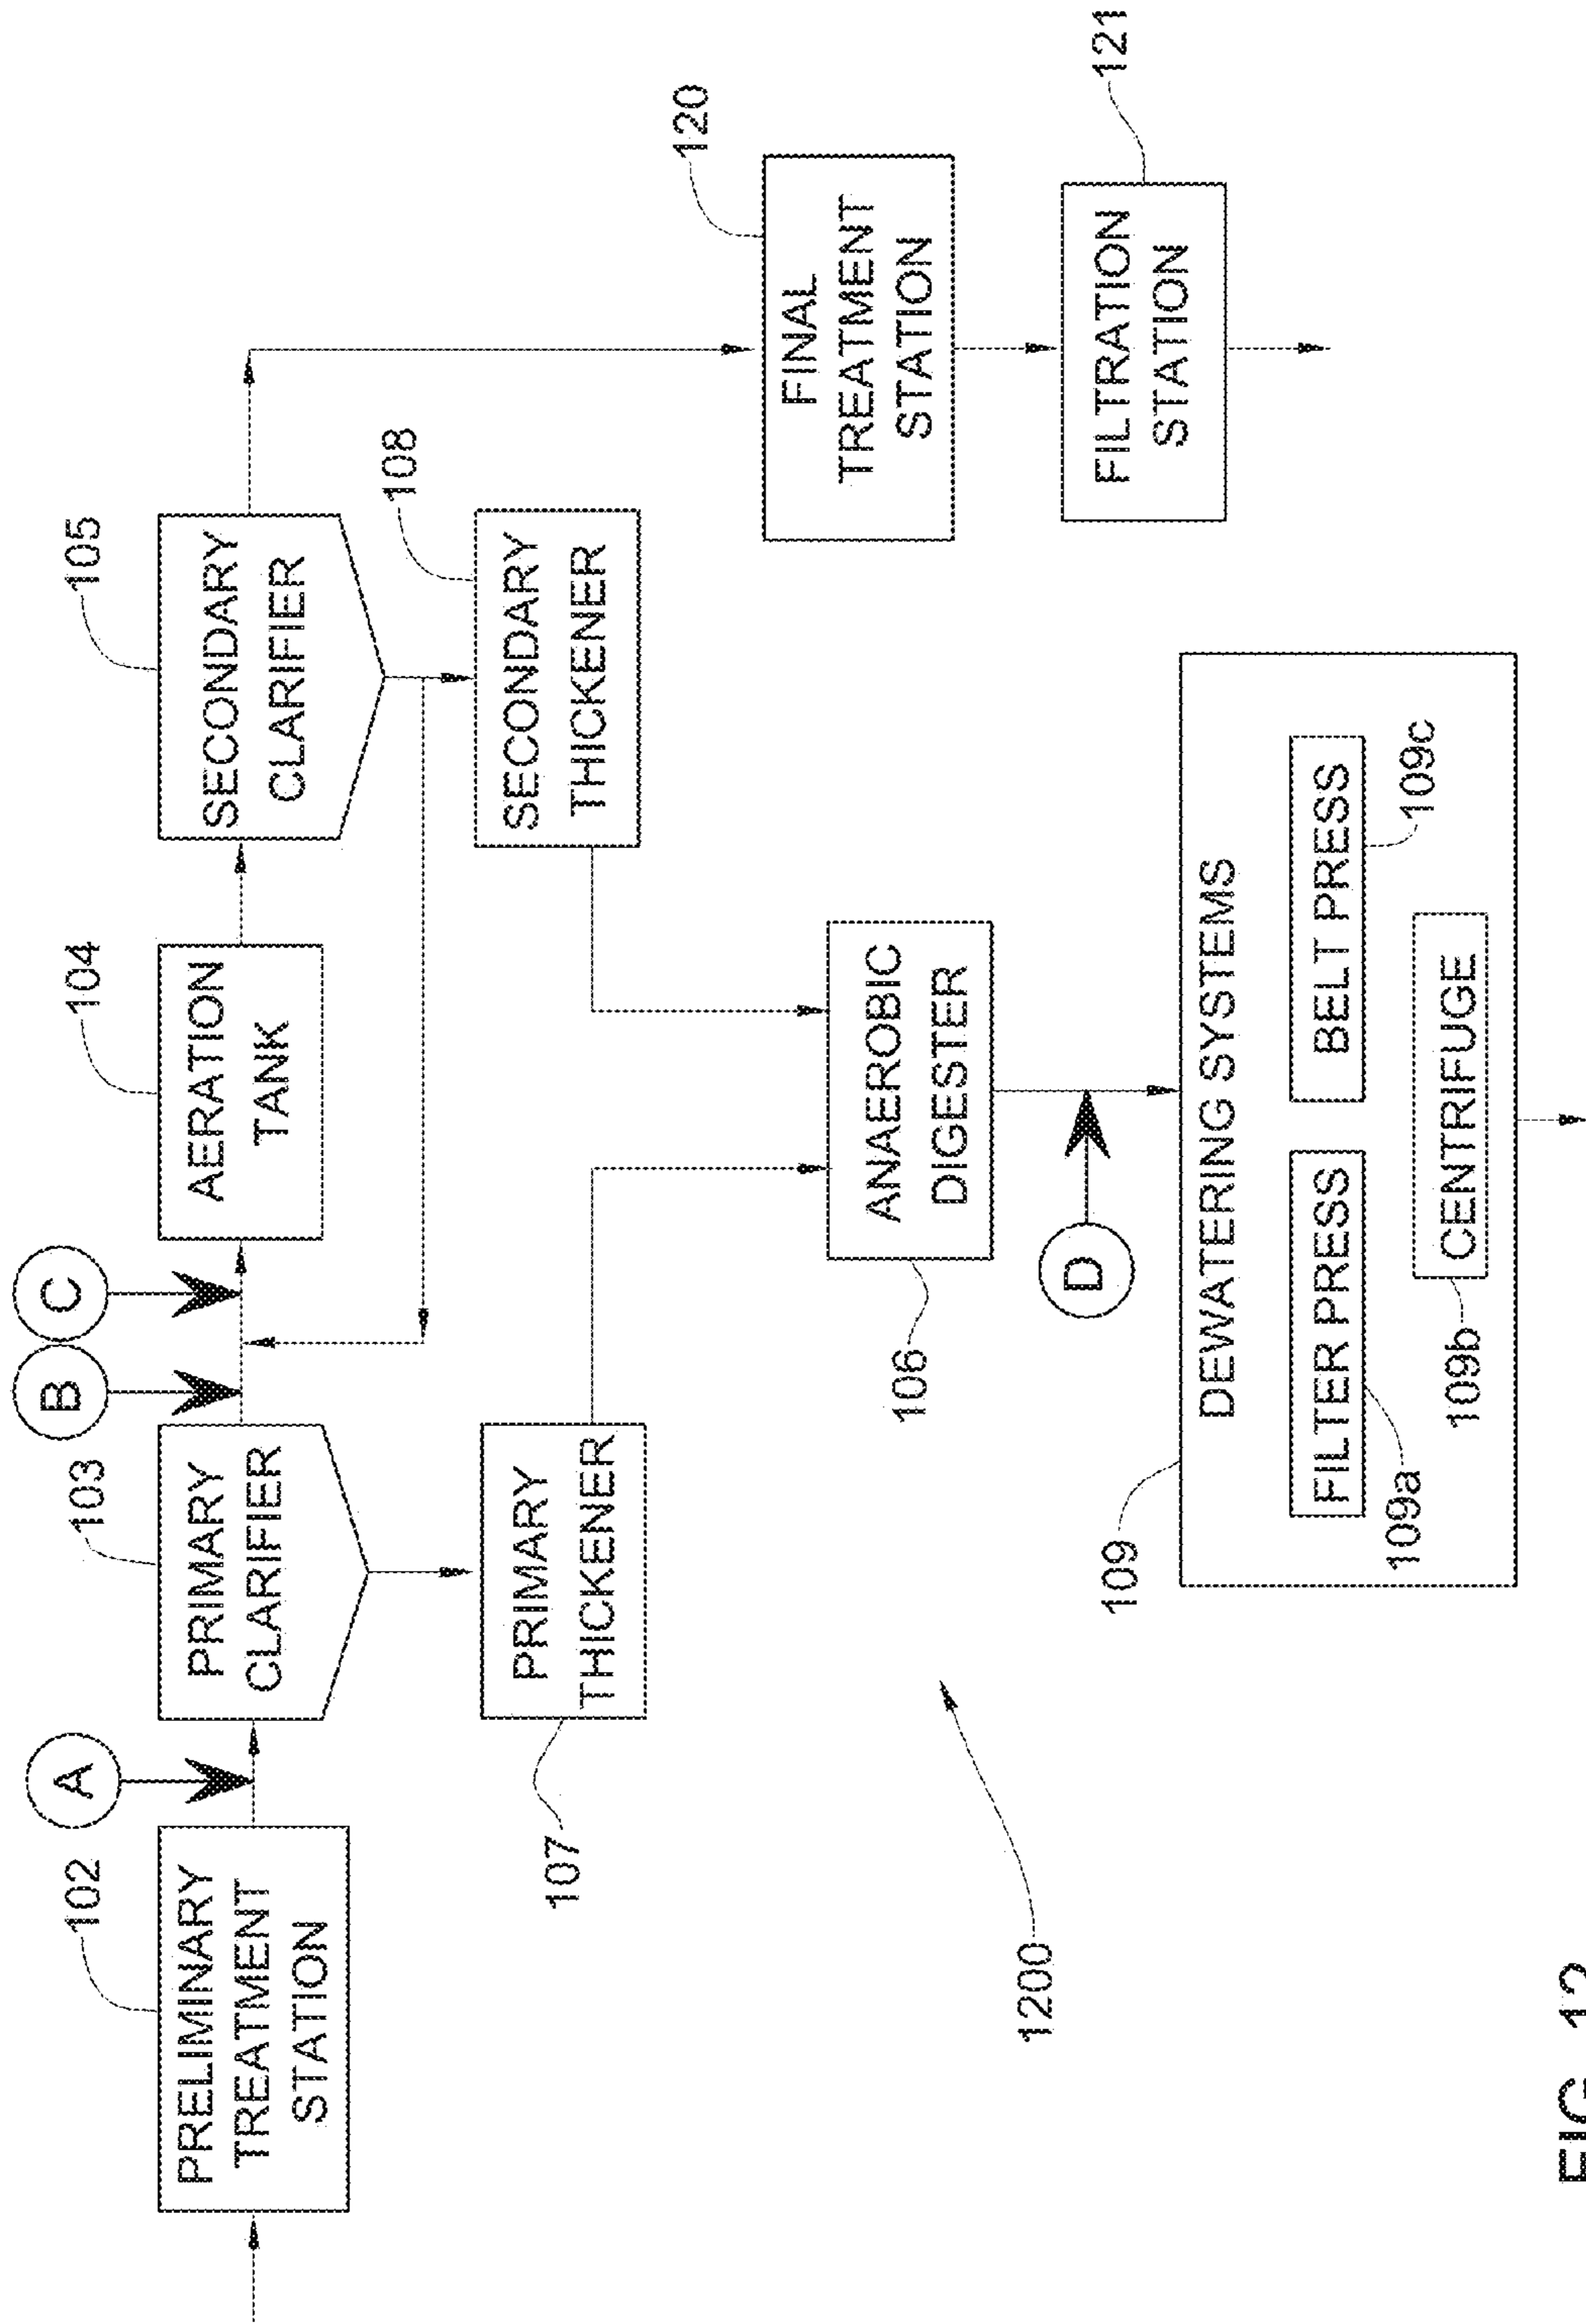 102
PRELIMINARY
TREATMENT
STATION
A
103
PRIMARY
CLARIFIER
B
C
104
AERATION
TANK
105
SECONDARY
CLARIFIER
107
PRIMARY
THICKENER
108
SECONDARY
THICKENER
120
FINAL
TREATMENT
STATION
121
FILTRATION
STATION
106
ANAEROBIC
DIGESTER
D
109
DEWATERING SYSTEMS
FILTER PRESS
109a
BELT PRESS
109c
109b
CENTRIFUGE
1200
FIG. 12